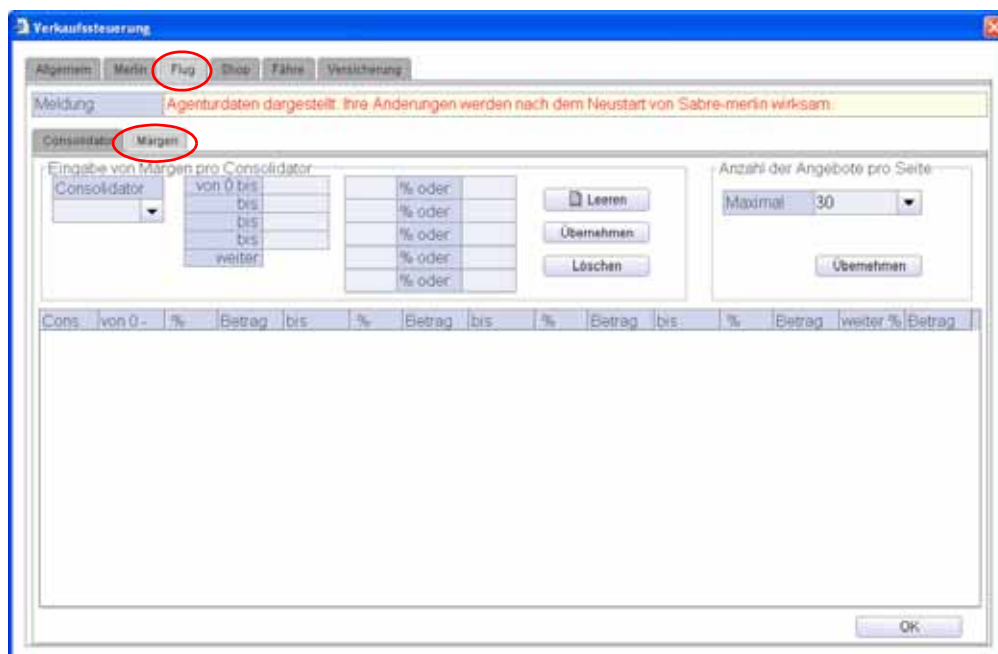 Verkaufssteuerung
Allgemein Merlin Flug Shop Fähre Versicherung
Meldung Agenturdaten dargestellt. Ihre Änderungen werden nach dem Neustart von Sabre-merlin wirksam.
Consolidator Margen
Eingabe von Margen pro Consolidator
Anzahl der Angebote pro Seite
Consolidator von 0 bis % oder Leeren Maximal 30
bis % oder
bis % oder Übernehmen
bis % oder
weiter % oder Löschen Übernehmen
Cons. von 0 - % Betrag bis % Betrag bis % Betrag bis % Betrag weiter % Betrag
OK